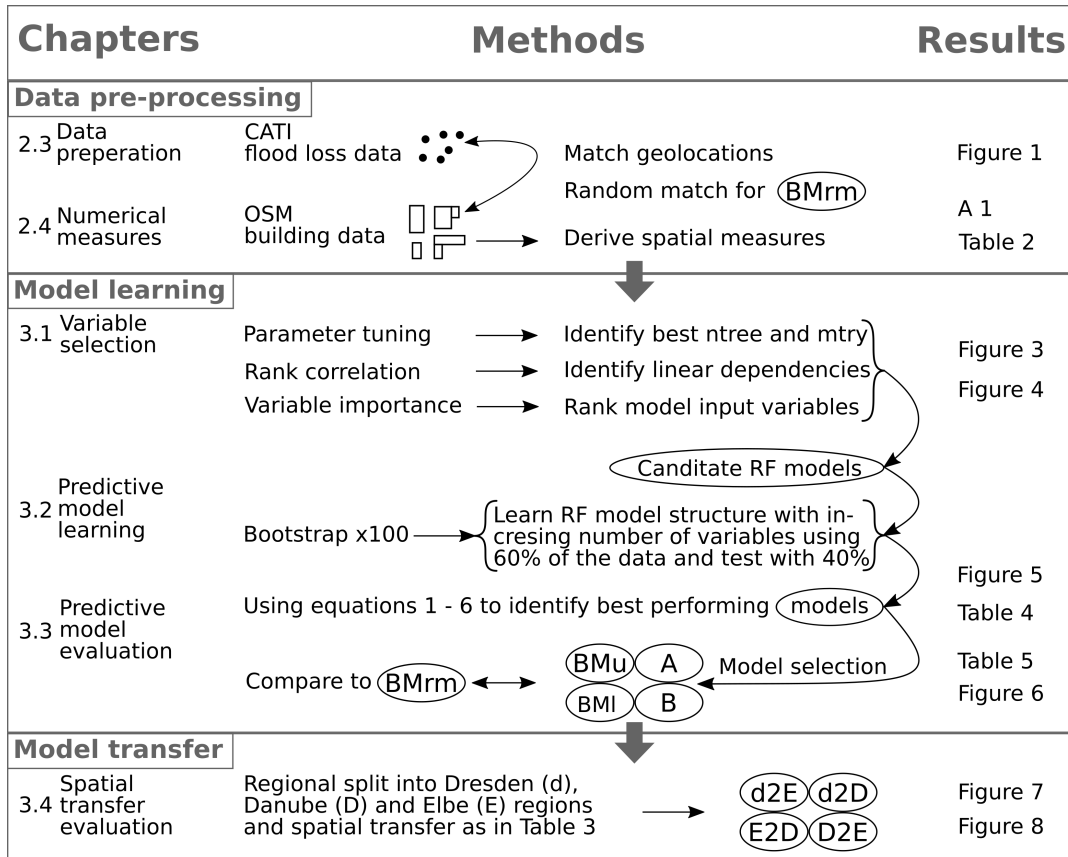 Chapters Methods Results
Data pre-processing
2.3 Data preperation
CATI
flood loss data
Match geolocations
Random match for BMrm
Figure 1
2.4 Numerical measures
OSM
building data
Derive spatial measures
A 1
Table 2
Model learning
3.1 Variable selection
Parameter tuning
Identify best ntree and mtry
Rank correlation
Identify linear dependencies
Variable importance
Rank model input variables
Figure 3
Figure 4
Canditate RF models
3.2 Predictive model learning
Bootstrap x100
Learn RF model structure with in-
cresing number of variables using
60% of the data and test with 40%
3.3 Predictive model evaluation
Using equations 1 - 6 to identify best performing models
Figure 5
Table 4
Compare to BMrm
BMu A
BMl B
Model selection
Table 5
Figure 6
Model transfer
3.4 Spatial transfer evaluation
Regional split into Dresden (d),
Danube (D) and Elbe (E) regions
and spatial transfer as in Table 3
d2E d2D
E2D D2E
Figure 7
Figure 8